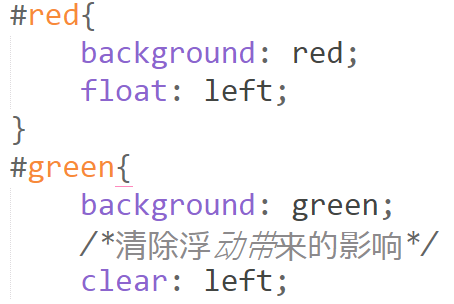 #red{
background: red;
float: left;
}
#green{
background: green;
/*清除浮动带来的影响*/
clear: left;